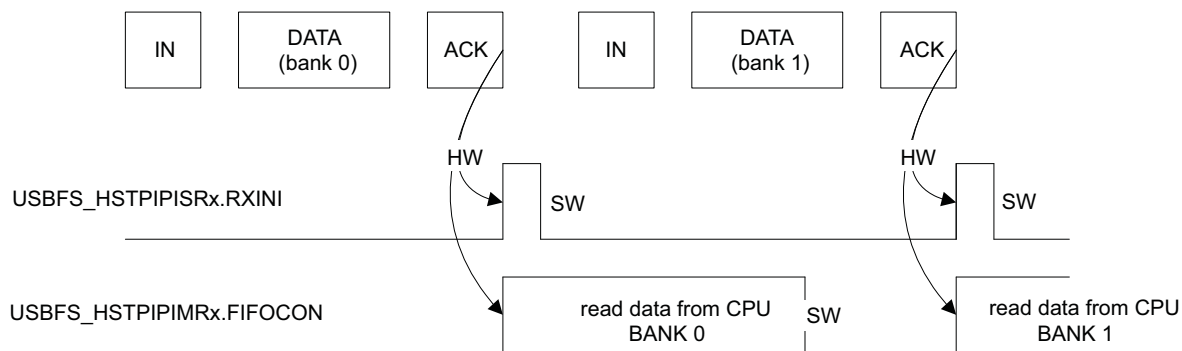 IN DATA ACK IN DATA ACK
(bank 0) (bank 1)
HW HW
USBFS_HSTPIPISRx.RXINI SW SW
USBFS_HSTPIPIMRx.FIFOCON read data from CPU SW read data from CPU
BANK 0 BANK 1